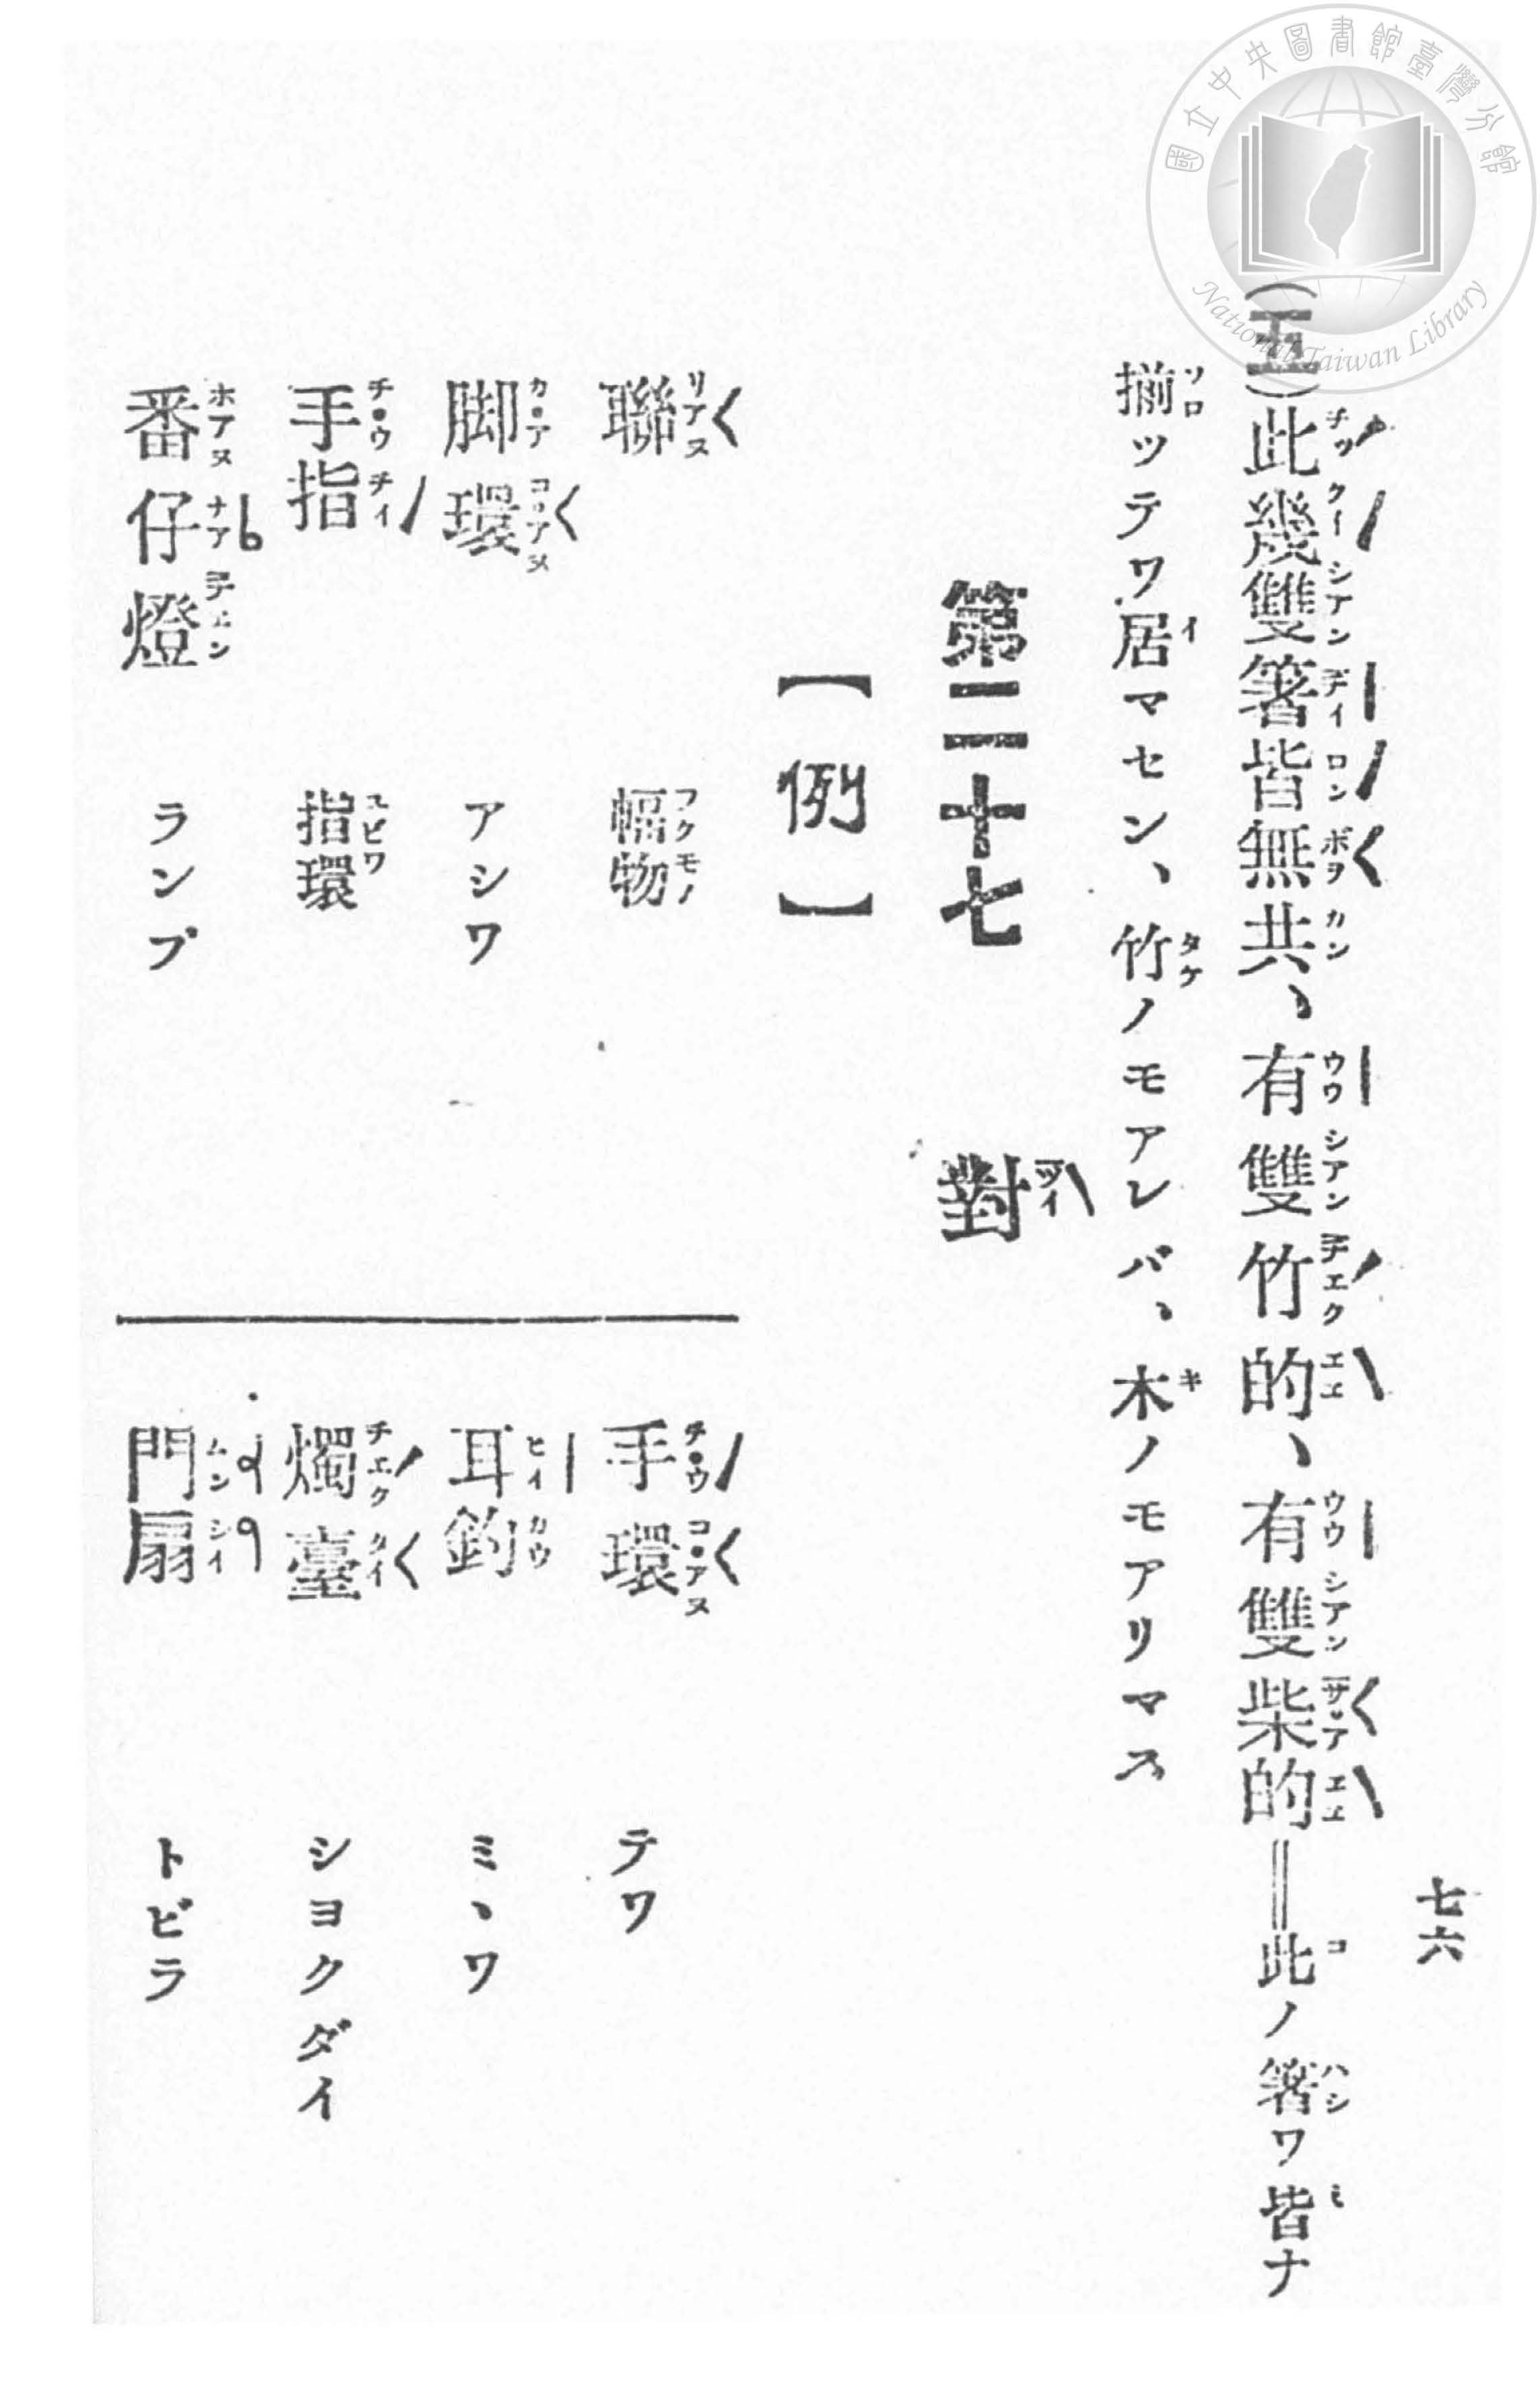 國立中央圖書館臺灣分館
National Taiwan Library
七六
(五)此幾雙箸皆無共、有雙竹的、有雙柴的══此ノ箸ワ皆ナ
揃ッテワ居マセン、竹ノモアレバ、木ノモアリマス
第二十七 對
【例】
聯 幅物
脚環 アシワ
手指 指環
番仔燈 ランプ
手環 テワ
耳鈎 ミヽワ
燭臺 シヨクダイ
門扇 トビラ